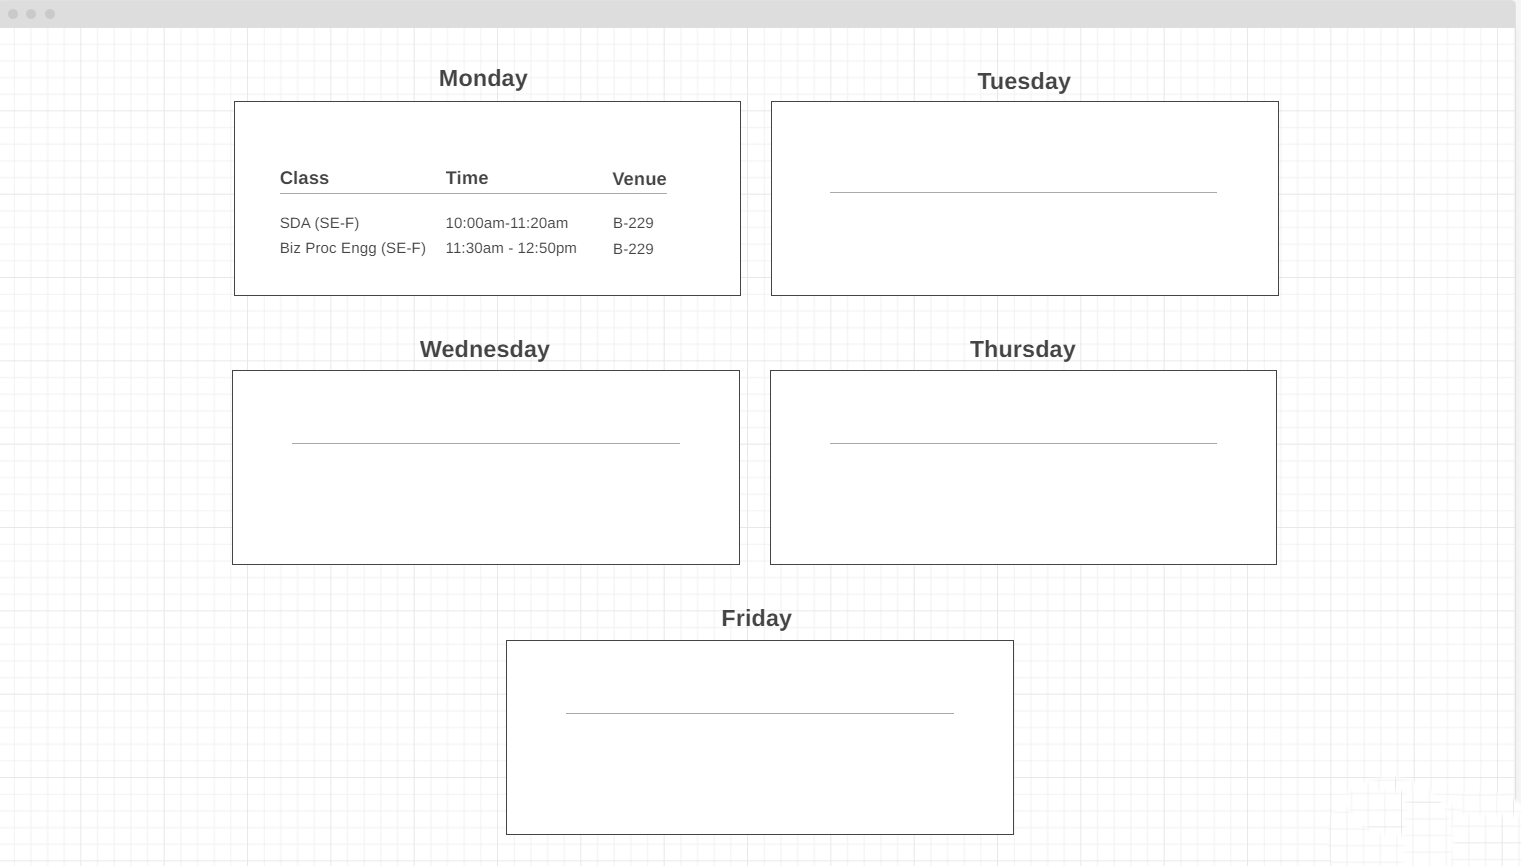 Monday
Tuesday
Class Time Venue
SDA (SE-F) 10:00am-11:20am B-229
Biz Proc Engg (SE-F) 11:30am - 12:50pm B-229
Wednesday
Thursday
Friday